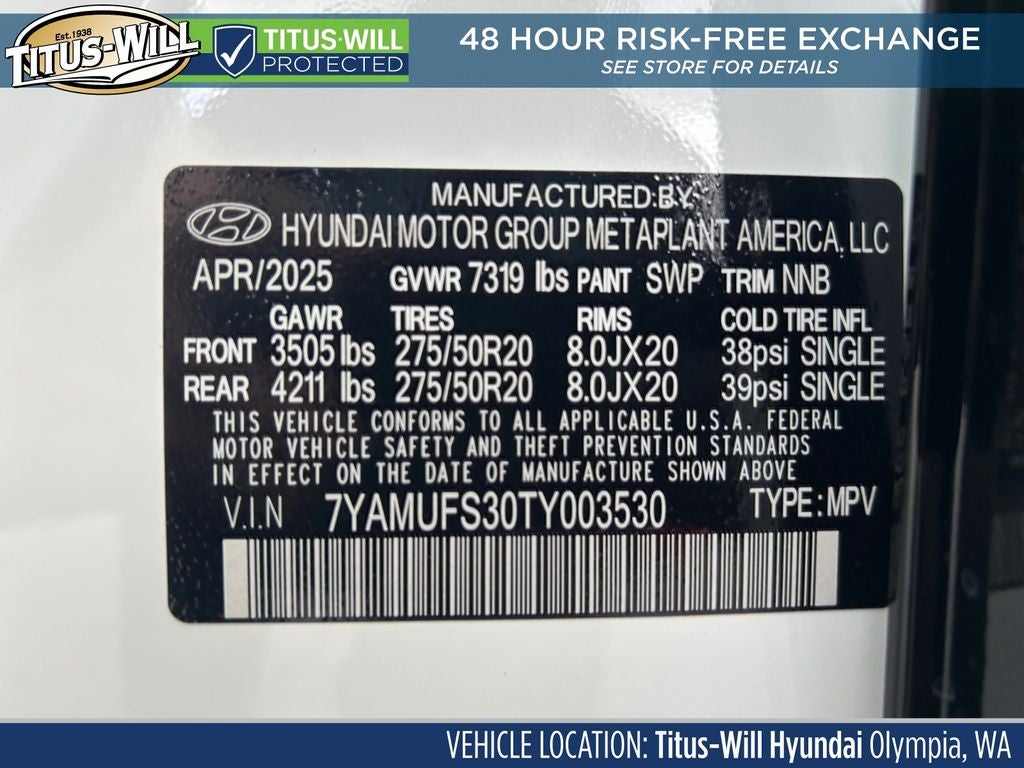 Est. 1938
TITUS-WILL
TITUS-WILL
PROTECTED
48 HOUR RISK-FREE EXCHANGE
SEE STORE FOR DETAILS
MANUFACTURED BY
HYUNDAI MOTOR GROUP METAPLANT AMERICA, LLC
APR/2025 GVWR 7319 lbs PAINT SWP TRIM NNB
GAWR TIRES RIMS COLD TIRE INFL
FRONT 3505 lbs 275/50R20 8.0JX20 38psi SINGLE
REAR 4211 lbs 275/50R20 8.0JX20 39psi SINGLE
THIS VEHICLE CONFORMS TO ALL APPLICABLE U.S.A. FEDERAL
MOTOR VEHICLE SAFETY AND THEFT PREVENTION STANDARDS
IN EFFECT ON THE DATE OF MANUFACTURE SHOWN ABOVE
V.I.N 7YAMUFS30TY003530 TYPE: MPV
VEHICLE LOCATION: Titus-Will Hyundai Olympia, WA